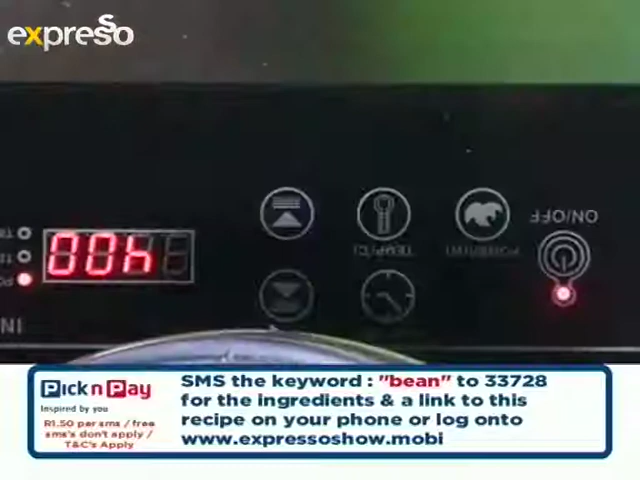 expresso
ON/OFF
TEMP(°C)
400
Pick n Pay
Inspired by you
R1.50 per sms / free
sms's don't apply /
T&C's Apply
SMS the keyword : "bean" to 33728
for the ingredients & a link to this
recipe on your phone or log onto
www.expressoshow.mobi